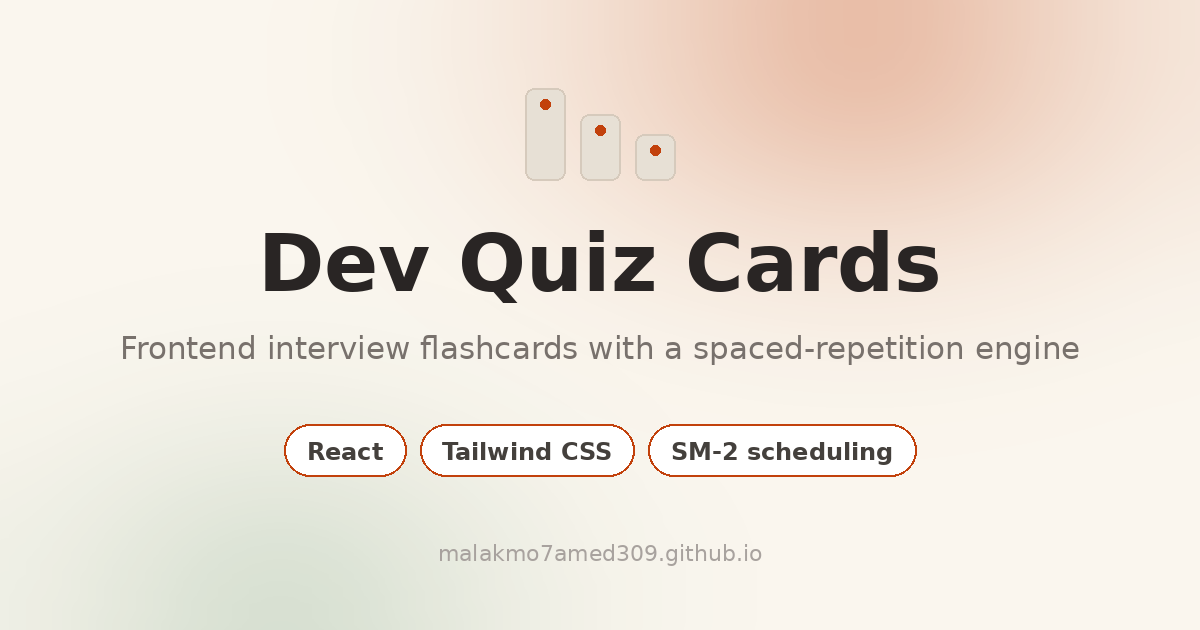 Dev Quiz Cards
Frontend interview flashcards with a spaced-repetition engine
React
Tailwind CSS
SM-2 scheduling
malakmo7amed309.github.io